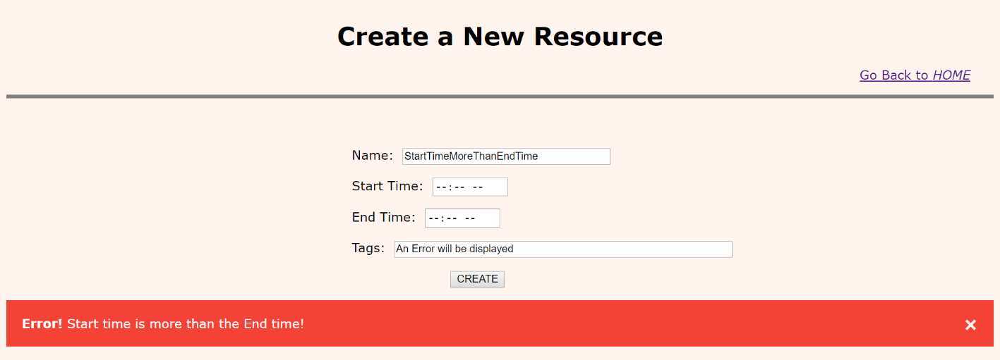 Create a New Resource
Go Back to HOME
Name: StartTimeMoreThanEndTime
Start Time: --:-- --
End Time: --:-- --
Tags: An Error will be displayed
CREATE
Error! Start time is more than the End time! ×